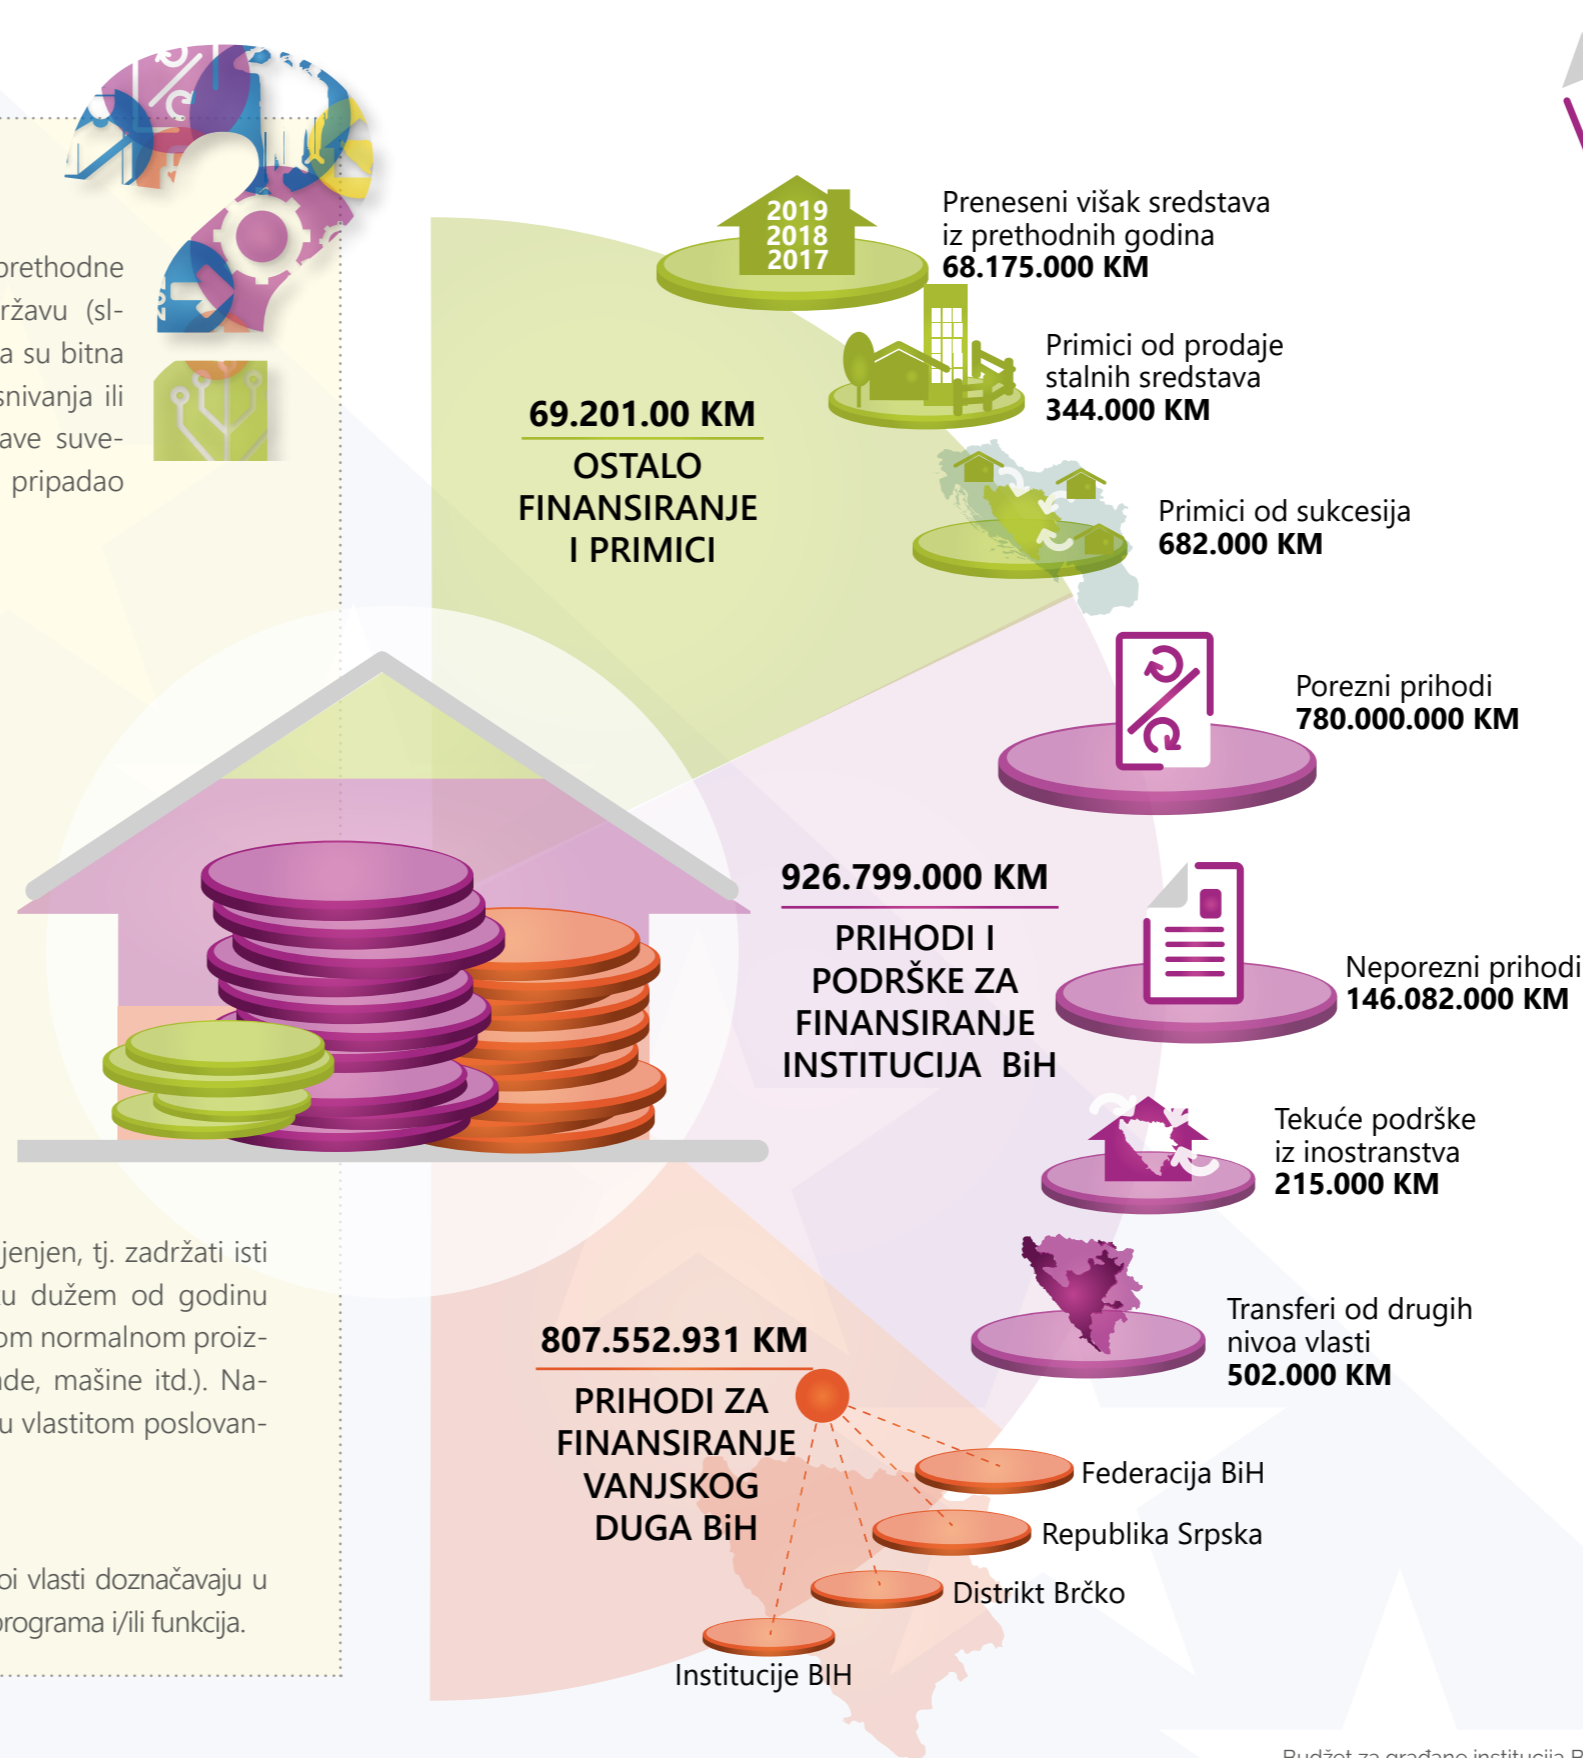 prethodne
ržavu (sl-
a su bitna
snivanja ili
ave suve-
pripadao
jenjen, tj. zadržati isti
u dužem od godinu
om normalnom proiz-
de, mašine itd.). Na-
u vlastitom poslovan-
oi vlasti doznačavaju u
programa i/ili funkcija.
2019
2018
2017
Preneseni višak sredstava
iz prethodnih godina
68.175.000 KM
Primici od prodaje
stalnih sredstava
344.000 KM
69.201.00 KM
OSTALO
FINANSIRANJE
I PRIMICI
Primici od sukcesija
682.000 KM
Porezni prihodi
780.000.000 KM
926.799.000 KM
PRIHODI I
PODRŠKE ZA
FINANSIRANJE
INSTITUCIJA BiH
Neporezni prihodi
146.082.000 KM
Tekuće podrške
iz inostranstva
215.000 KM
Transferi od drugih
nivoa vlasti
502.000 KM
807.552.931 KM
PRIHODI ZA
FINANSIRANJE
VANJSKOG
DUGA BiH
Federacija BiH
Republika Srpska
Distrikt Brčko
Institucije BIH
Budžet za građane institucija